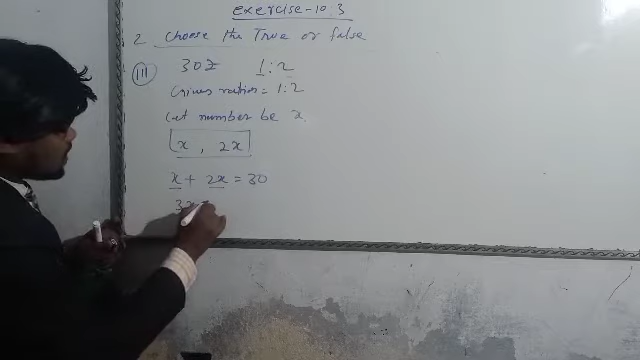 exercise-10.3
2 choose the True or false
(III) 30 1:2
Given ratio = 1:2
Let number be x.
x , 2x
x + 2x = 30
3x =